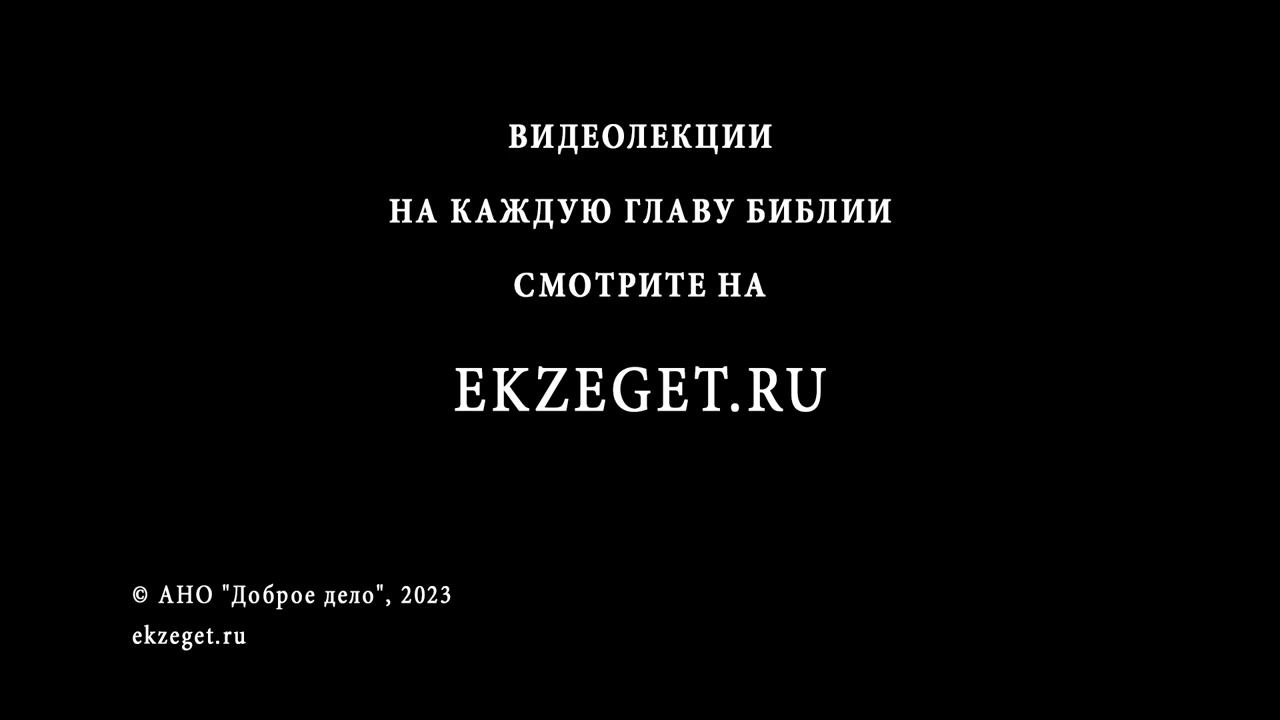 ВИДЕОЛЕКЦИИ
НА КАЖДУЮ ГЛАВУ БИБЛИИ
СМОТРИТЕ НА
EKZEGET.RU
© АНО "Доброе дело", 2023
ekzeget.ru